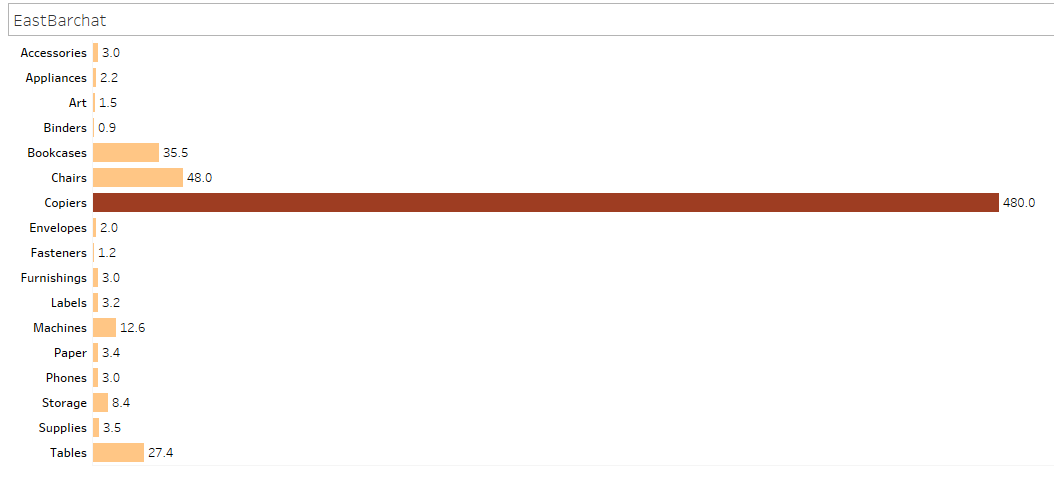 EastBarchat
Accessories 3.0
Appliances 2.2
Art 1.5
Binders 0.9
Bookcases 35.5
Chairs 48.0
Copiers 480.0
Envelopes 2.0
Fasteners 1.2
Furnishings 3.0
Labels 3.2
Machines 12.6
Paper 3.4
Phones 3.0
Storage 8.4
Supplies 3.5
Tables 27.4